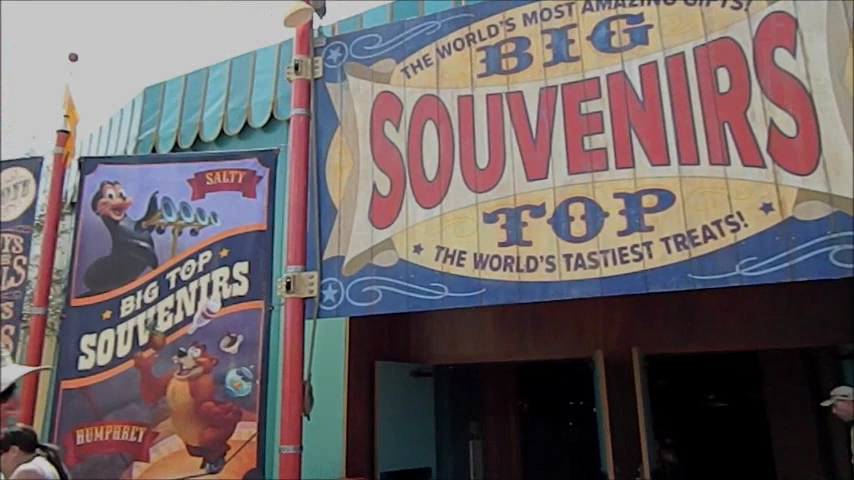 THE WORLD'S MOST AMAZING GIFTS!
BIG
SOUVENIRS
TOP
THE WORLD'S TASTIEST TREATS!
SALTY
BIG TOP
SOUVENIRS
HUMPHREY